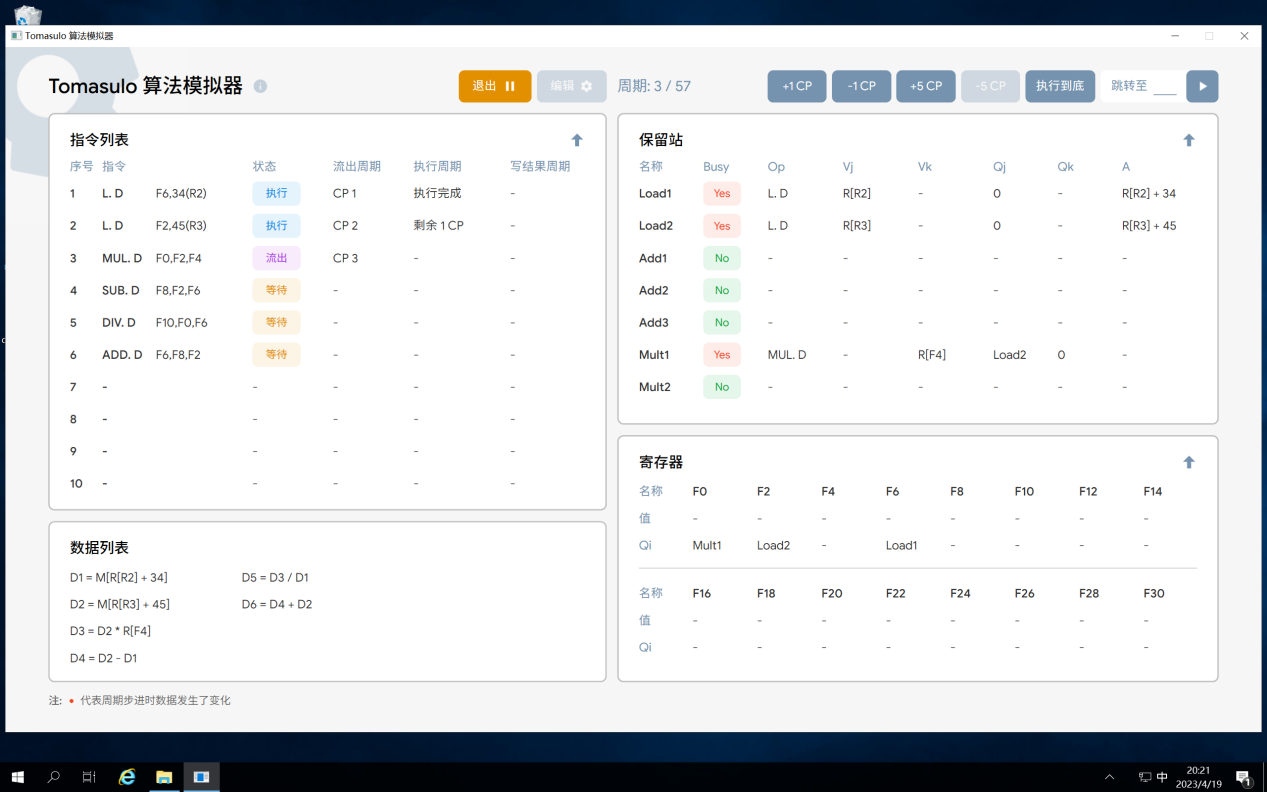 Tomasulo 算法模拟器
Tomasulo 算法模拟器
退出
编辑
周期: 3 / 57
+1 CP
-1 CP
+5 CP
-5 CP
执行到底
跳转至
指令列表
序号 指令 状态 流出周期 执行周期 写结果周期
1 L. D F6,34(R2) 执行 CP 1 执行完成 -
2 L. D F2,45(R3) 执行 CP 2 剩余 1 CP -
3 MUL. D F0,F2,F4 流出 CP 3 - -
4 SUB. D F8,F2,F6 等待 - - -
5 DIV. D F10,F0,F6 等待 - - -
6 ADD. D F6,F8,F2 等待 - - -
7 - - - - -
8 - - - - -
9 - - - - -
10 - - - - -
数据列表
D1 = M[R[R2] + 34] D5 = D3 / D1
D2 = M[R[R3] + 45] D6 = D4 + D2
D3 = D2 * R[F4]
D4 = D2 - D1
保留站
名称 Busy Op Vj Vk Qj Qk A
Load1 Yes L. D R[R2] - 0 - R[R2] + 34
Load2 Yes L. D R[R3] - 0 - R[R3] + 45
Add1 No - - - - - -
Add2 No - - - - - -
Add3 No - - - - - -
Mult1 Yes MUL. D - R[F4] Load2 0 -
Mult2 No - - - - - -
寄存器
名称 F0 F2 F4 F6 F8 F10 F12 F14
值 - - - - - - - -
Qi Mult1 Load2 - Load1 - - - -
名称 F16 F18 F20 F22 F24 F26 F28 F30
值 - - - - - - - -
Qi - - - - - - - -
注: • 代表周期步进时数据发生了变化
中
20:21
2023/4/19
1